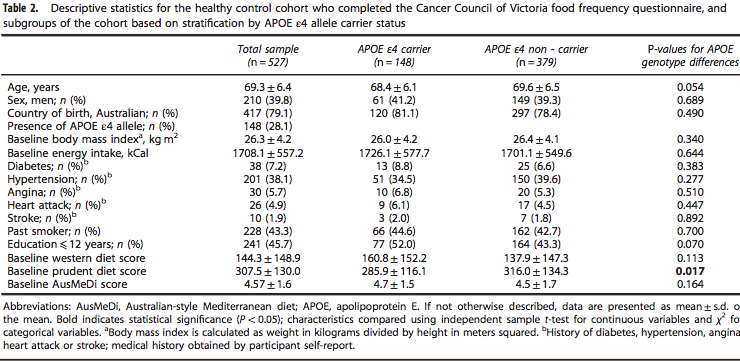 Table 2. Descriptive statistics for the healthy control cohort who completed the Cancer Council of Victoria food frequency questionnaire, and
subgroups of the cohort based on stratification by APOE ε4 allele carrier status
Total sample APOE ε4 carrier APOE ε4 non - carrier P-values for APOE
(n = 527) (n = 148) (n = 379) genotype differences
Age, years 69.3 ± 6.4 68.4 ± 6.1 69.6 ± 6.5 0.054
Sex, men; n (%) 210 (39.8) 61 (41.2) 149 (39.3) 0.689
Country of birth, Australian; n (%) 417 (79.1) 120 (81.1) 297 (78.4) 0.490
Presence of APOE ε4 allele; n (%) 148 (28.1)
Baseline body mass indexᵃ, kg m² 26.3 ± 4.2 26.0 ± 4.2 26.4 ± 4.1 0.340
Baseline energy intake, kCal 1708.1 ± 557.2 1726.1 ± 577.7 1701.1 ± 549.6 0.644
Diabetes; n (%)ᵇ 38 (7.2) 13 (8.8) 25 (6.6) 0.383
Hypertension; n (%)ᵇ 201 (38.1) 51 (34.5) 150 (39.6) 0.277
Angina; n (%)ᵇ 30 (5.7) 10 (6.8) 20 (5.3) 0.510
Heart attack; n (%)ᵇ 26 (4.9) 9 (6.1) 17 (4.5) 0.447
Stroke; n (%)ᵇ 10 (1.9) 3 (2.0) 7 (1.8) 0.892
Past smoker; n (%) 228 (43.3) 66 (44.6) 162 (42.7) 0.700
Education ⩽ 12 years; n (%) 241 (45.7) 77 (52.0) 164 (43.3) 0.070
Baseline western diet score 144.3 ± 148.9 160.8 ± 152.2 137.9 ± 147.3 0.113
Baseline prudent diet score 307.5 ± 130.0 285.9 ± 116.1 316.0 ± 134.3 0.017
Baseline AusMeDi score 4.57 ± 1.6 4.7 ± 1.5 4.5 ± 1.7 0.164
Abbreviations: AusMeDi, Australian-style Mediterranean diet; APOE, apolipoprotein E. If not otherwise described, data are presented as mean ± s.d. o
the mean. Bold indicates statistical significance (P < 0.05); characteristics compared using independent sample t-test for continuous variables and χ² fo
categorical variables. ᵃBody mass index is calculated as weight in kilograms divided by height in meters squared. ᵇHistory of diabetes, hypertension, angina
heart attack or stroke; medical history obtained by participant self-report.